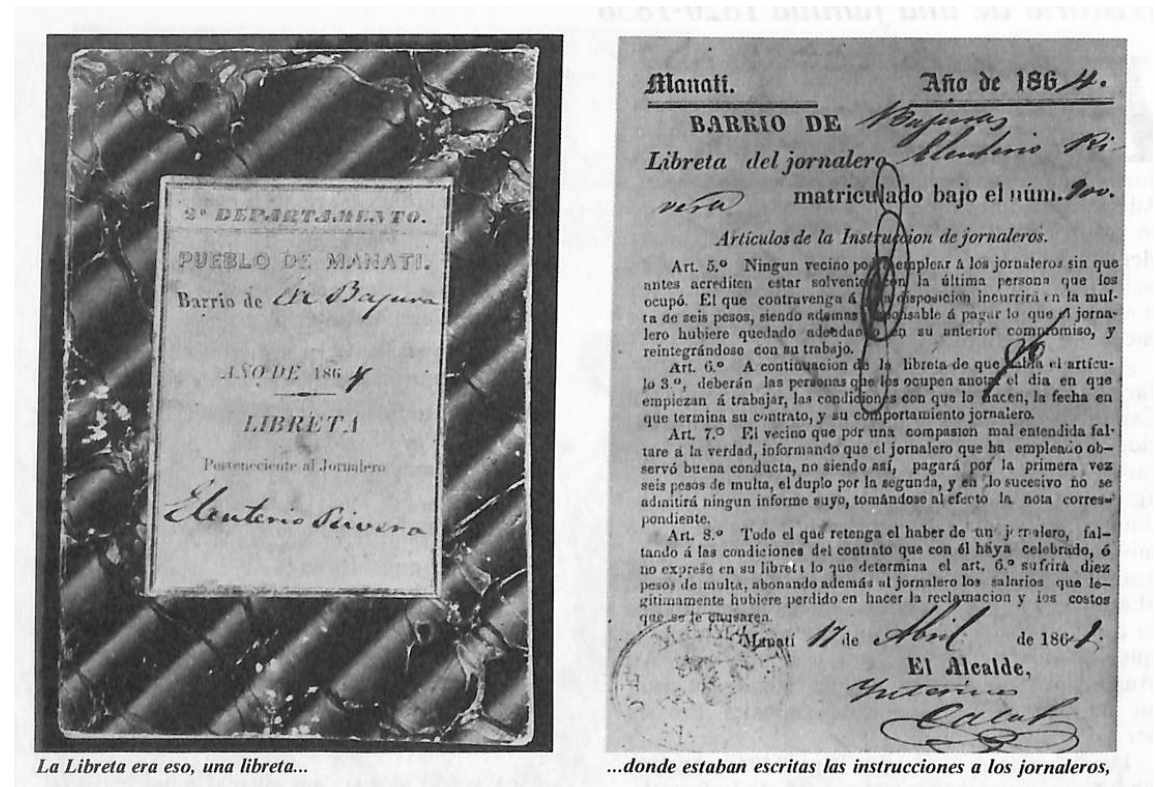 2º DEPARTAMENTO.
PUEBLO DE MANATI.
Barrio de la Bajura
AÑO DE 1864
LIBRETA
Perteneciente al Jornalero
Eleuterio Rivera
La Libreta era eso, una libreta...
Manatí. Año de 1864.
BARRIO DE Bajuras
Libreta del jornalero Eleuterio Ri-
vera matriculado bajo el núm. 900.
Artículos de la Instruccion de jornaleros.
Art. 5.º Ningun vecino podrá emplear á los jornaleros sin que
antes acrediten estar solventes con la última persona que los
ocupó. El que contravenga á esta disposicion incurrirá en la mul-
ta de seis pesos, siendo ademas responsable á pagar lo que el jorna-
lero hubiere quedado adeudando en su anterior compromiso, y
reintegrándose con su trabajo.
Art. 6.º A continuacion de la libreta de que habla el artícu-
lo 3.º, deberán las personas que los ocupen anotar el dia en que
empiezan á trabajar, las condiciones con que lo hacen, la fecha en
que termina su contrato, y su comportamiento jornalero.
Art. 7.º El vecino que por una compasion mal entendida fal-
tare á la verdad, informando que el jornalero que ha empleado ob-
servó buena conducta, no siendo así, pagará por la primera vez
seis pesos de multa, el duplo por la segunda, y en lo sucesivo no se
admitirá ningun informe suyo, tomándose al efecto la nota corres-
pondiente.
Art. 8.º Todo el que retenga el haber de un jornalero, fal-
tando á las condiciones del contrato que con él haya celebrado, ó
no exprese en su libreta lo que determina el art. 6.º sufrirá diez
pesos de multa, abonando además al jornalero los salarios que le-
gítimamente hubiere perdido en hacer la reclamacion y los costos
que se le causaren.
Manatí 17 de Abril de 1864.
El Alcalde,
Interino
...donde estaban escritas las instrucciones a los jornaleros,